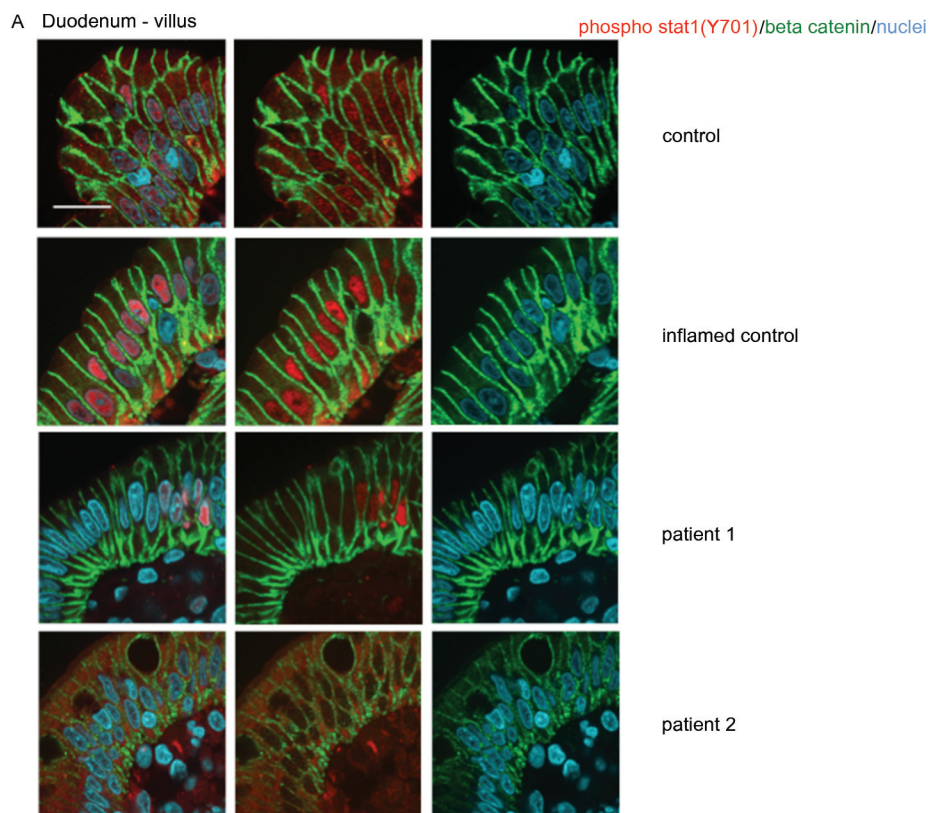 A Duodenum - villus
phospho stat1(Y701)/beta catenin/nuclei
control
inflamed control
patient 1
patient 2